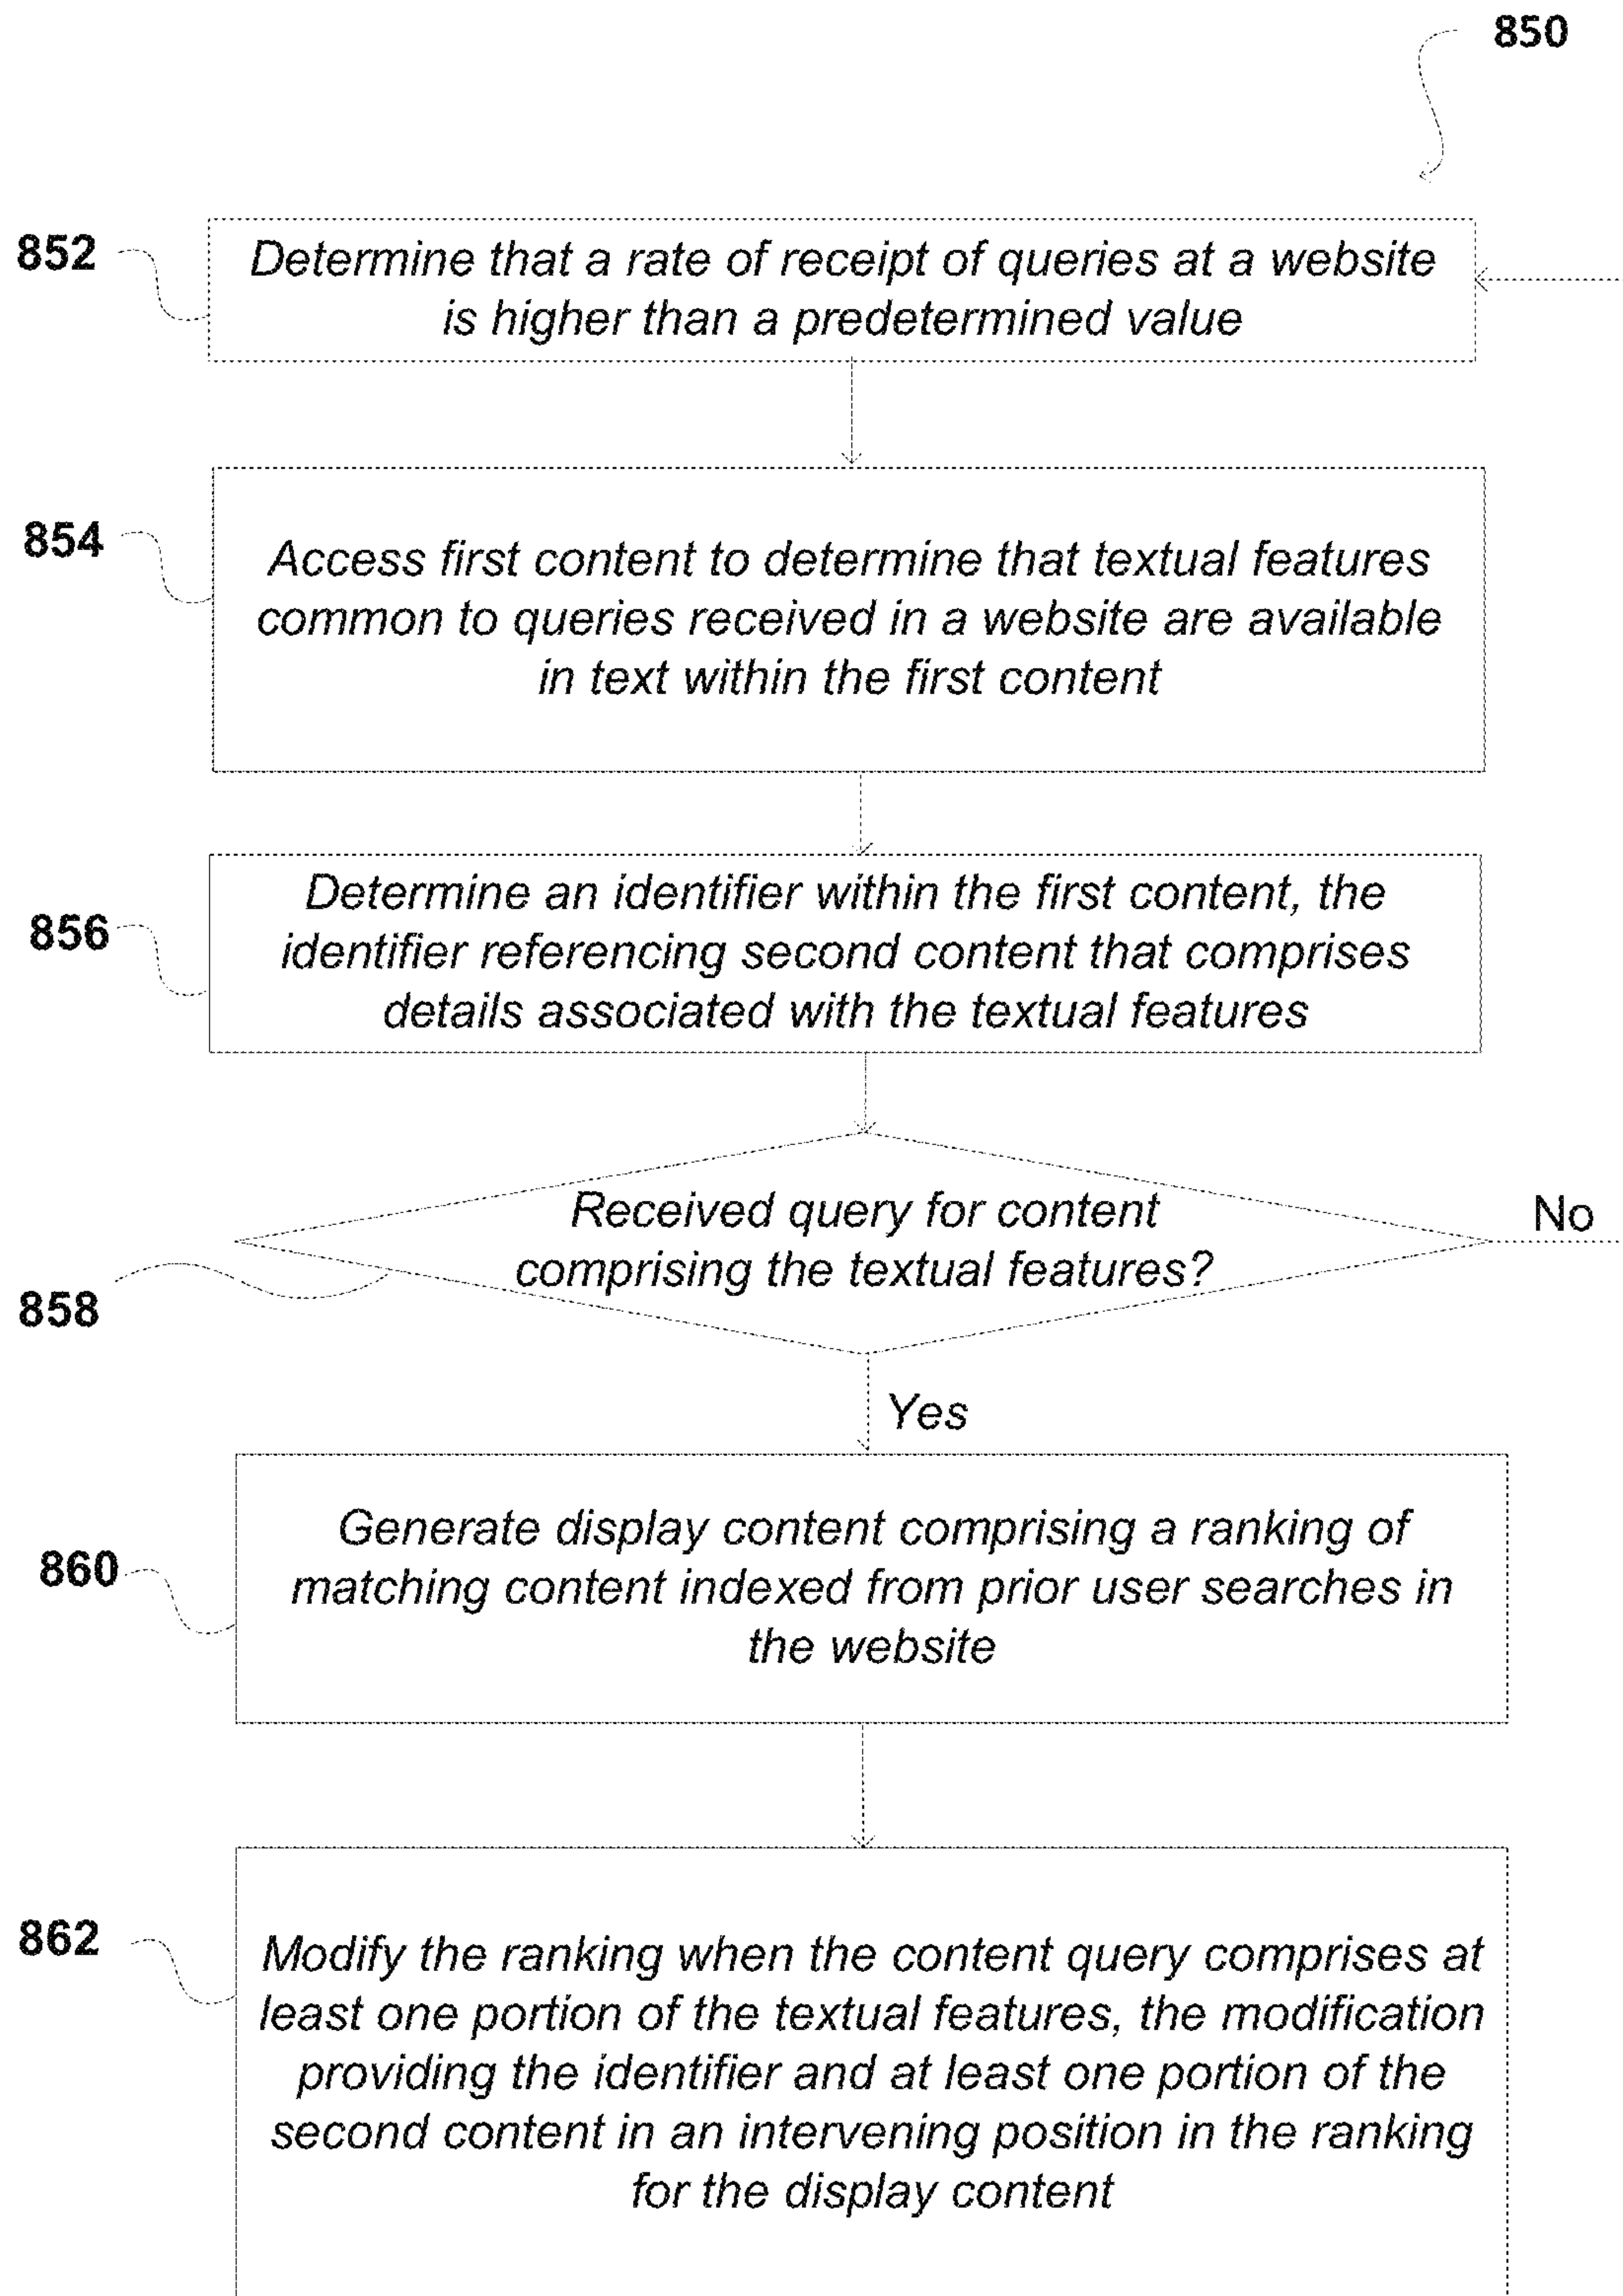 850
852
Determine that a rate of receipt of queries at a website
is higher than a predetermined value
854
Access first content to determine that textual features
common to queries received in a website are available
in text within the first content
856
Determine an identifier within the first content, the
identifier referencing second content that comprises
details associated with the textual features
858
Received query for content
comprising the textual features?
No
Yes
860
Generate display content comprising a ranking of
matching content indexed from prior user searches in
the website
862
Modify the ranking when the content query comprises at
least one portion of the textual features, the modification
providing the identifier and at least one portion of the
second content in an intervening position in the ranking
for the display content